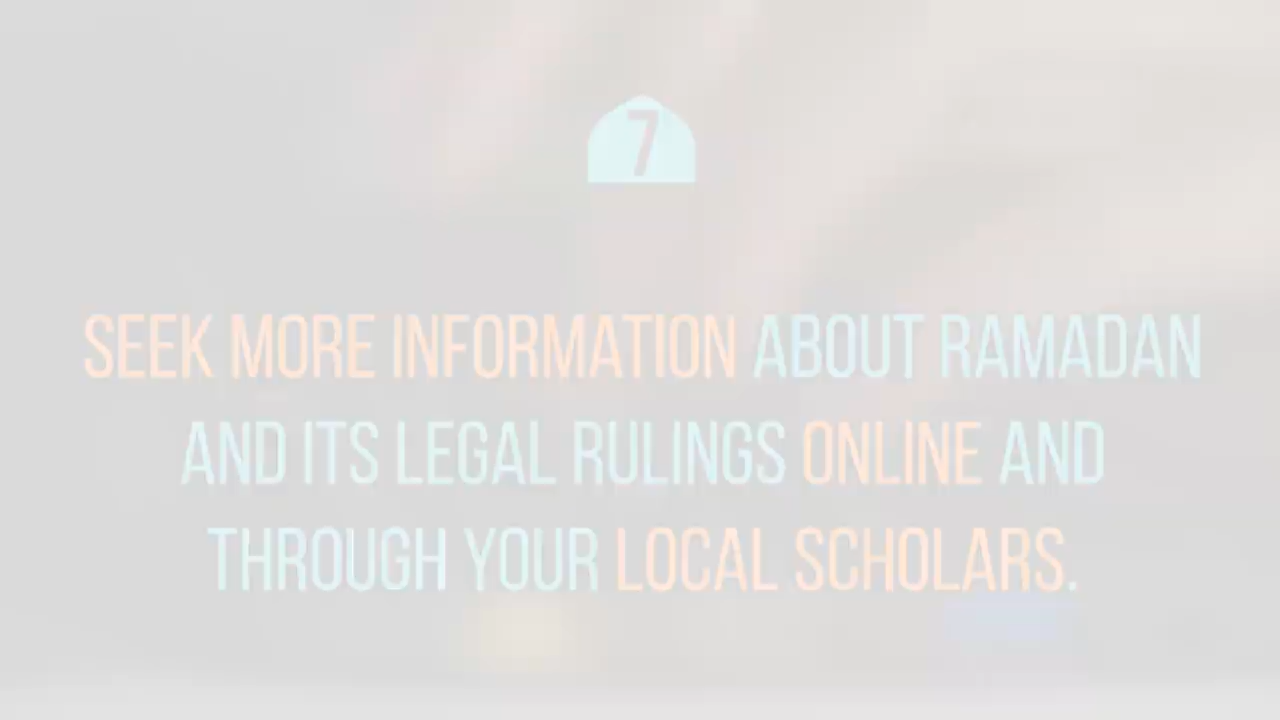 7
SEEK MORE INFORMATION ABOUT RAMADAN
AND ITS LEGAL RULINGS ONLINE AND
THROUGH YOUR LOCAL SCHOLARS.